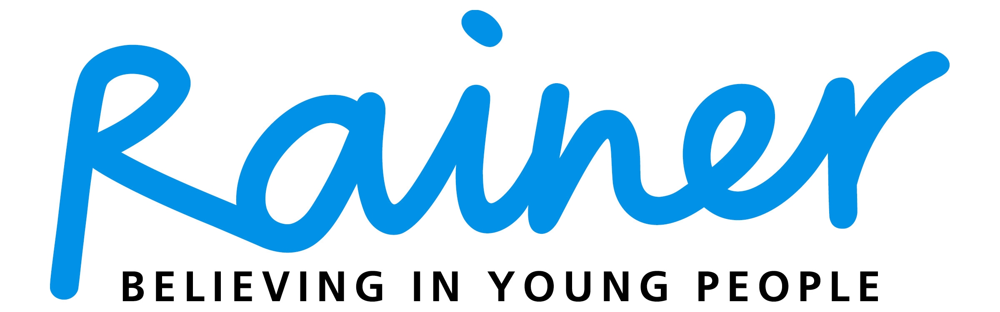 Rainer
BELIEVING IN YOUNG PEOPLE